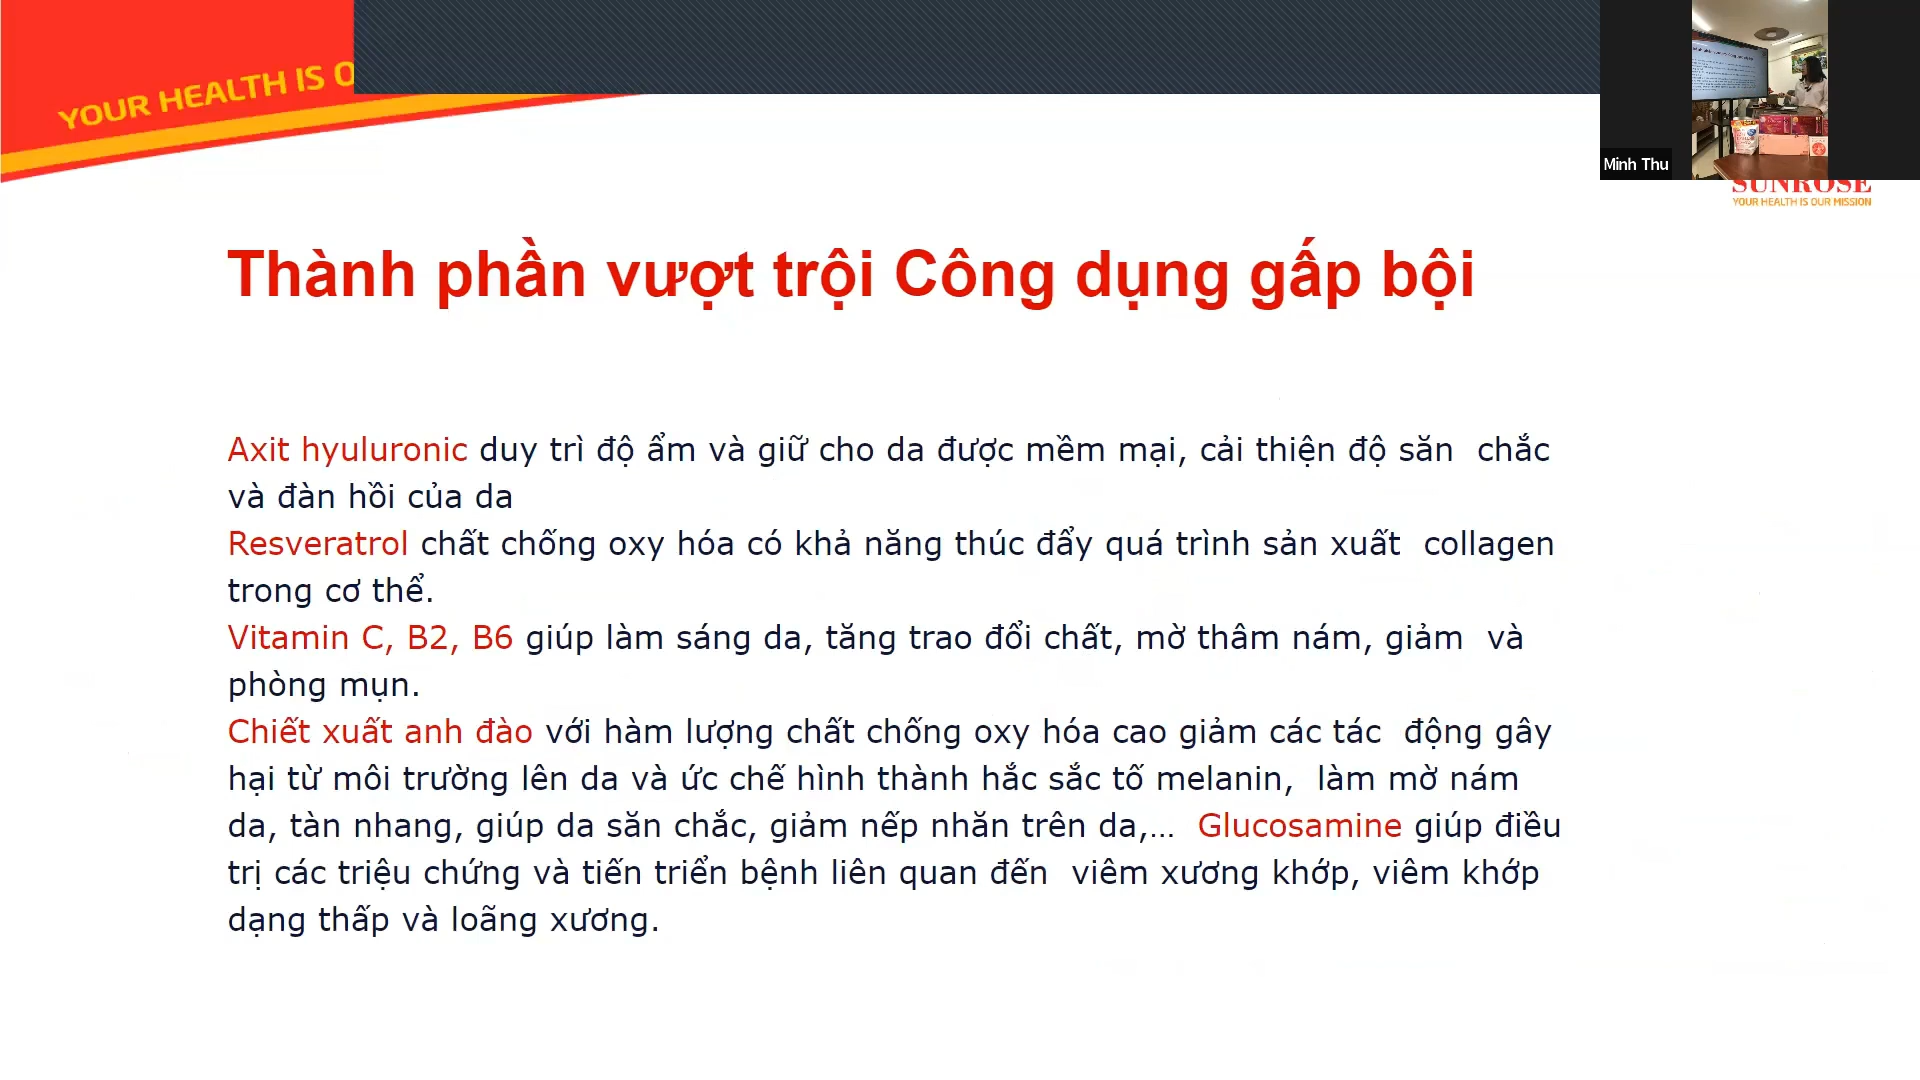 YOUR HEALTH IS O
Minh Thu
SUNROSE
YOUR HEALTH IS OUR MISSION
Thành phần vượt trội Công dụng gấp bội
Axit hyuluronic duy trì độ ẩm và giữ cho da được mềm mại, cải thiện độ săn chắc
và đàn hồi của da
Resveratrol chất chống oxy hóa có khả năng thúc đẩy quá trình sản xuất collagen
trong cơ thể.
Vitamin C, B2, B6 giúp làm sáng da, tăng trao đổi chất, mờ thâm nám, giảm và
phòng mụn.
Chiết xuất anh đào với hàm lượng chất chống oxy hóa cao giảm các tác động gây
hại từ môi trường lên da và ức chế hình thành hắc sắc tố melanin, làm mờ nám
da, tàn nhang, giúp da săn chắc, giảm nếp nhăn trên da,... Glucosamine giúp điều
trị các triệu chứng và tiến triển bệnh liên quan đến viêm xương khớp, viêm khớp
dạng thấp và loãng xương.